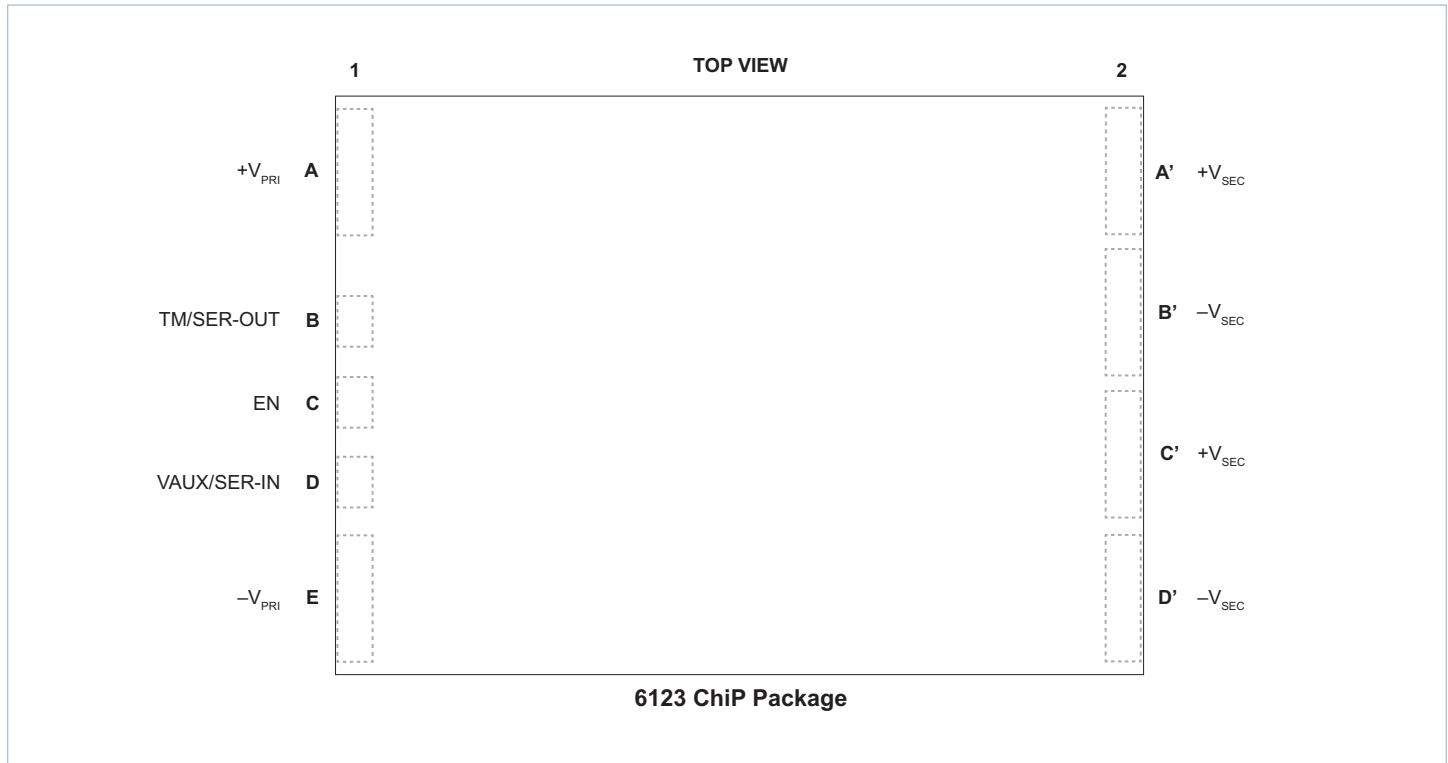 1 TOP VIEW 2
+VPRI A A’ +VSEC
TM/SER-OUT B B’ –VSEC
EN C
VAUX/SER-IN D C’ +VSEC
–VPRI E D’ –VSEC
6123 ChiP Package